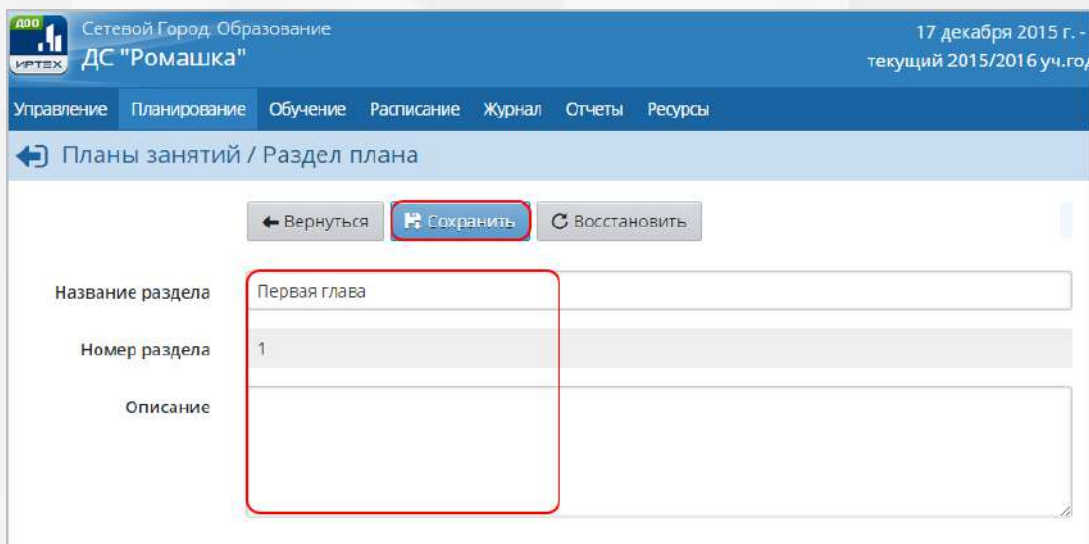 ДОО
ИРТЕХ
Сетевой Город. Образование
ДС "Ромашка"
17 декабря 2015 г. -
текущий 2015/2016 уч.год
Управление Планирование Обучение Расписание Журнал Отчеты Ресурсы
Планы занятий / Раздел плана
Вернуться Сохранить Восстановить
Название раздела Первая глава
Номер раздела 1
Описание